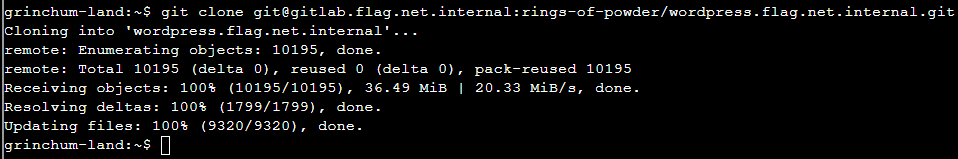 grinchum-land:~$ git clone git@gitlab.flag.net.internal:rings-of-powder/wordpress.flag.net.internal.git
Cloning into 'wordpress.flag.net.internal'...
remote: Enumerating objects: 10195, done.
remote: Total 10195 (delta 0), reused 0 (delta 0), pack-reused 10195
Receiving objects: 100% (10195/10195), 36.49 MiB | 20.33 MiB/s, done.
Resolving deltas: 100% (1799/1799), done.
Updating files: 100% (9320/9320), done.
grinchum-land:~$